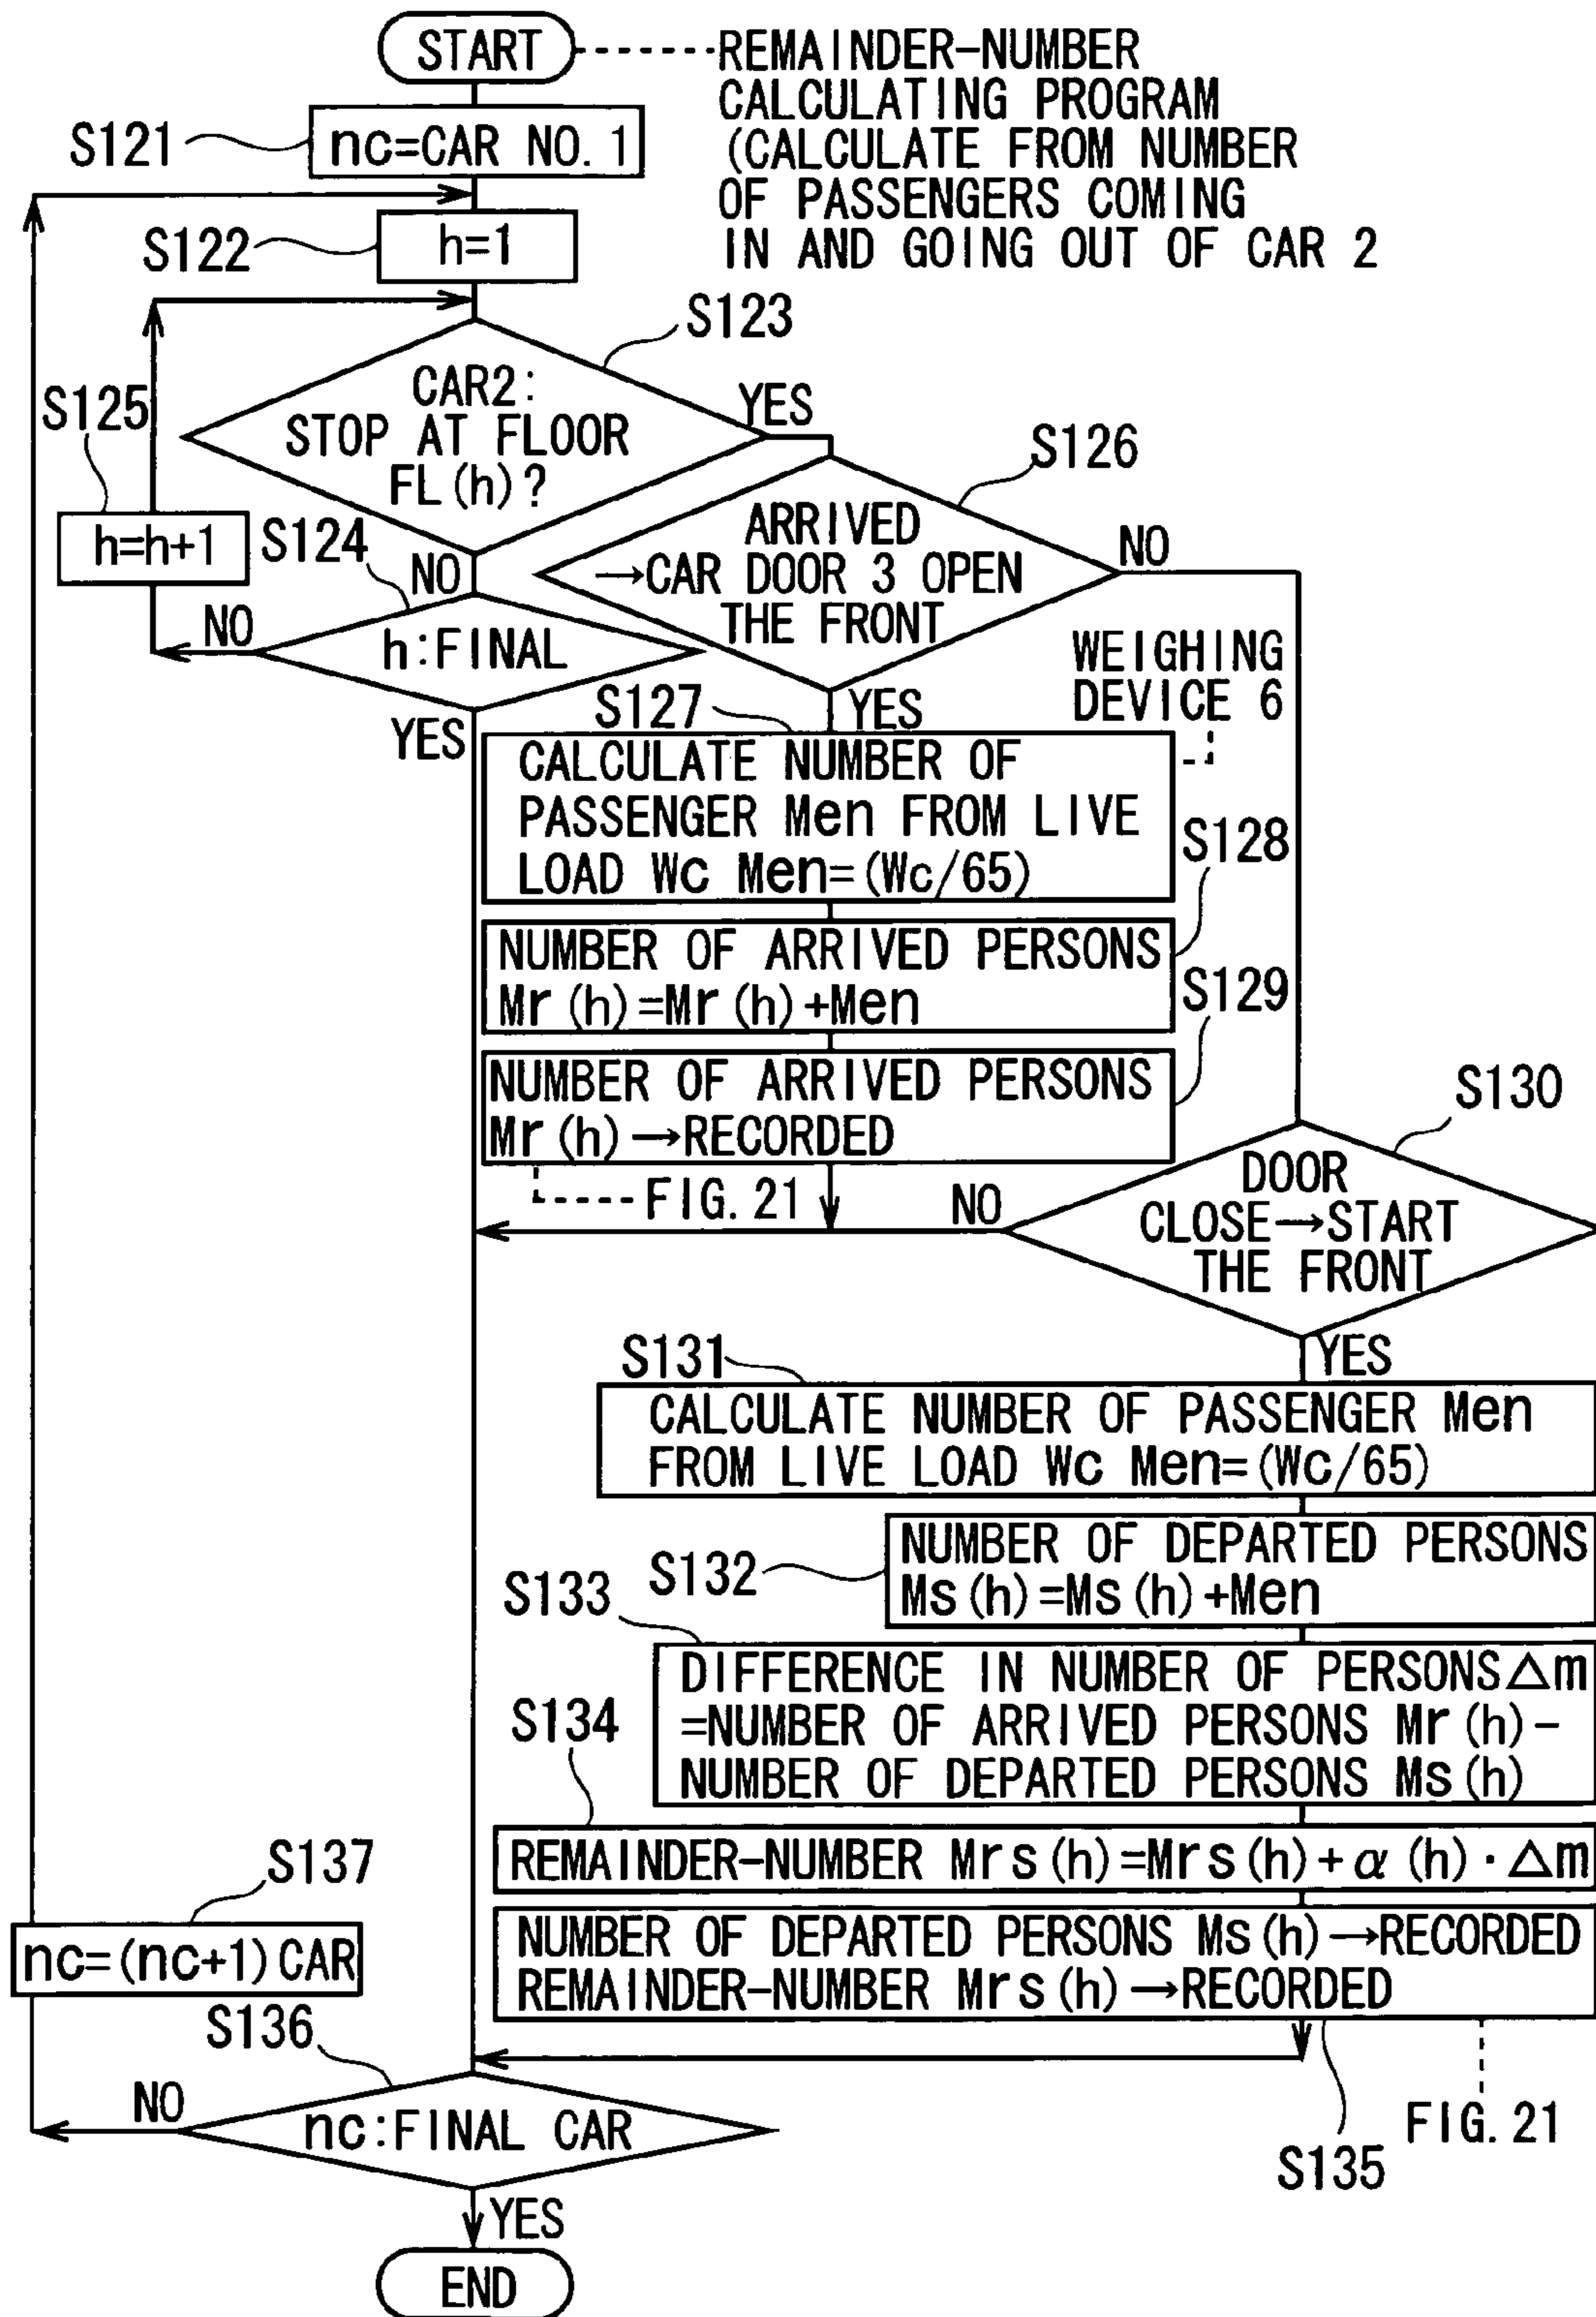 START
REMAINDER-NUMBER
CALCULATING PROGRAM
(CALCULATE FROM NUMBER
OF PASSENGERS COMING
IN AND GOING OUT OF CAR 2
S121
nc=CAR NO. 1
S122
h=1
S123
CAR2:
STOP AT FLOOR
FL(h)?
YES
NO
S125
h=h+1
S124
h:FINAL
NO
YES
S126
ARRIVED
→CAR DOOR 3 OPEN
THE FRONT
NO
YES
WEIGHING
DEVICE 6
S127
CALCULATE NUMBER OF
PASSENGER Men FROM LIVE
LOAD Wc Men=(Wc/65)
S128
NUMBER OF ARRIVED PERSONS
Mr(h)=Mr(h)+Men
S129
NUMBER OF ARRIVED PERSONS
Mr(h)→RECORDED
FIG. 21
S130
DOOR
CLOSE→START
THE FRONT
NO
YES
S131
CALCULATE NUMBER OF PASSENGER Men
FROM LIVE LOAD Wc Men=(Wc/65)
S132
NUMBER OF DEPARTED PERSONS
Ms(h)=Ms(h)+Men
S133
DIFFERENCE IN NUMBER OF PERSONS△m
=NUMBER OF ARRIVED PERSONS Mr(h)-
NUMBER OF DEPARTED PERSONS Ms(h)
S134
REMAINDER-NUMBER Mrs(h)=Mrs(h)+α(h)·△m
NUMBER OF DEPARTED PERSONS Ms(h)→RECORDED
REMAINDER-NUMBER Mrs(h)→RECORDED
S135
FIG. 21
S137
nc=(nc+1)CAR
S136
nc:FINAL CAR
NO
YES
END